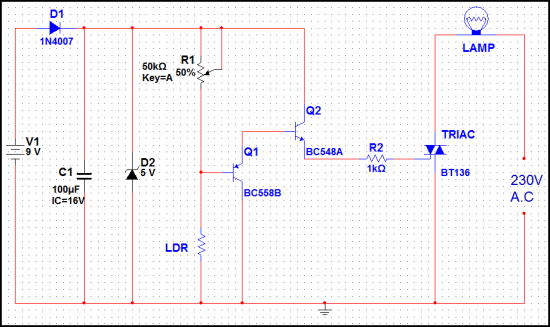 D1
1N4007
50kΩ
Key=A
R1
50%
LAMP
Q2
BC548A
R2
1kΩ
TRIAC
BT136
V1
9 V
C1
100µF
IC=16V
D2
5 V
Q1
BC558B
LDR
230V
A.C